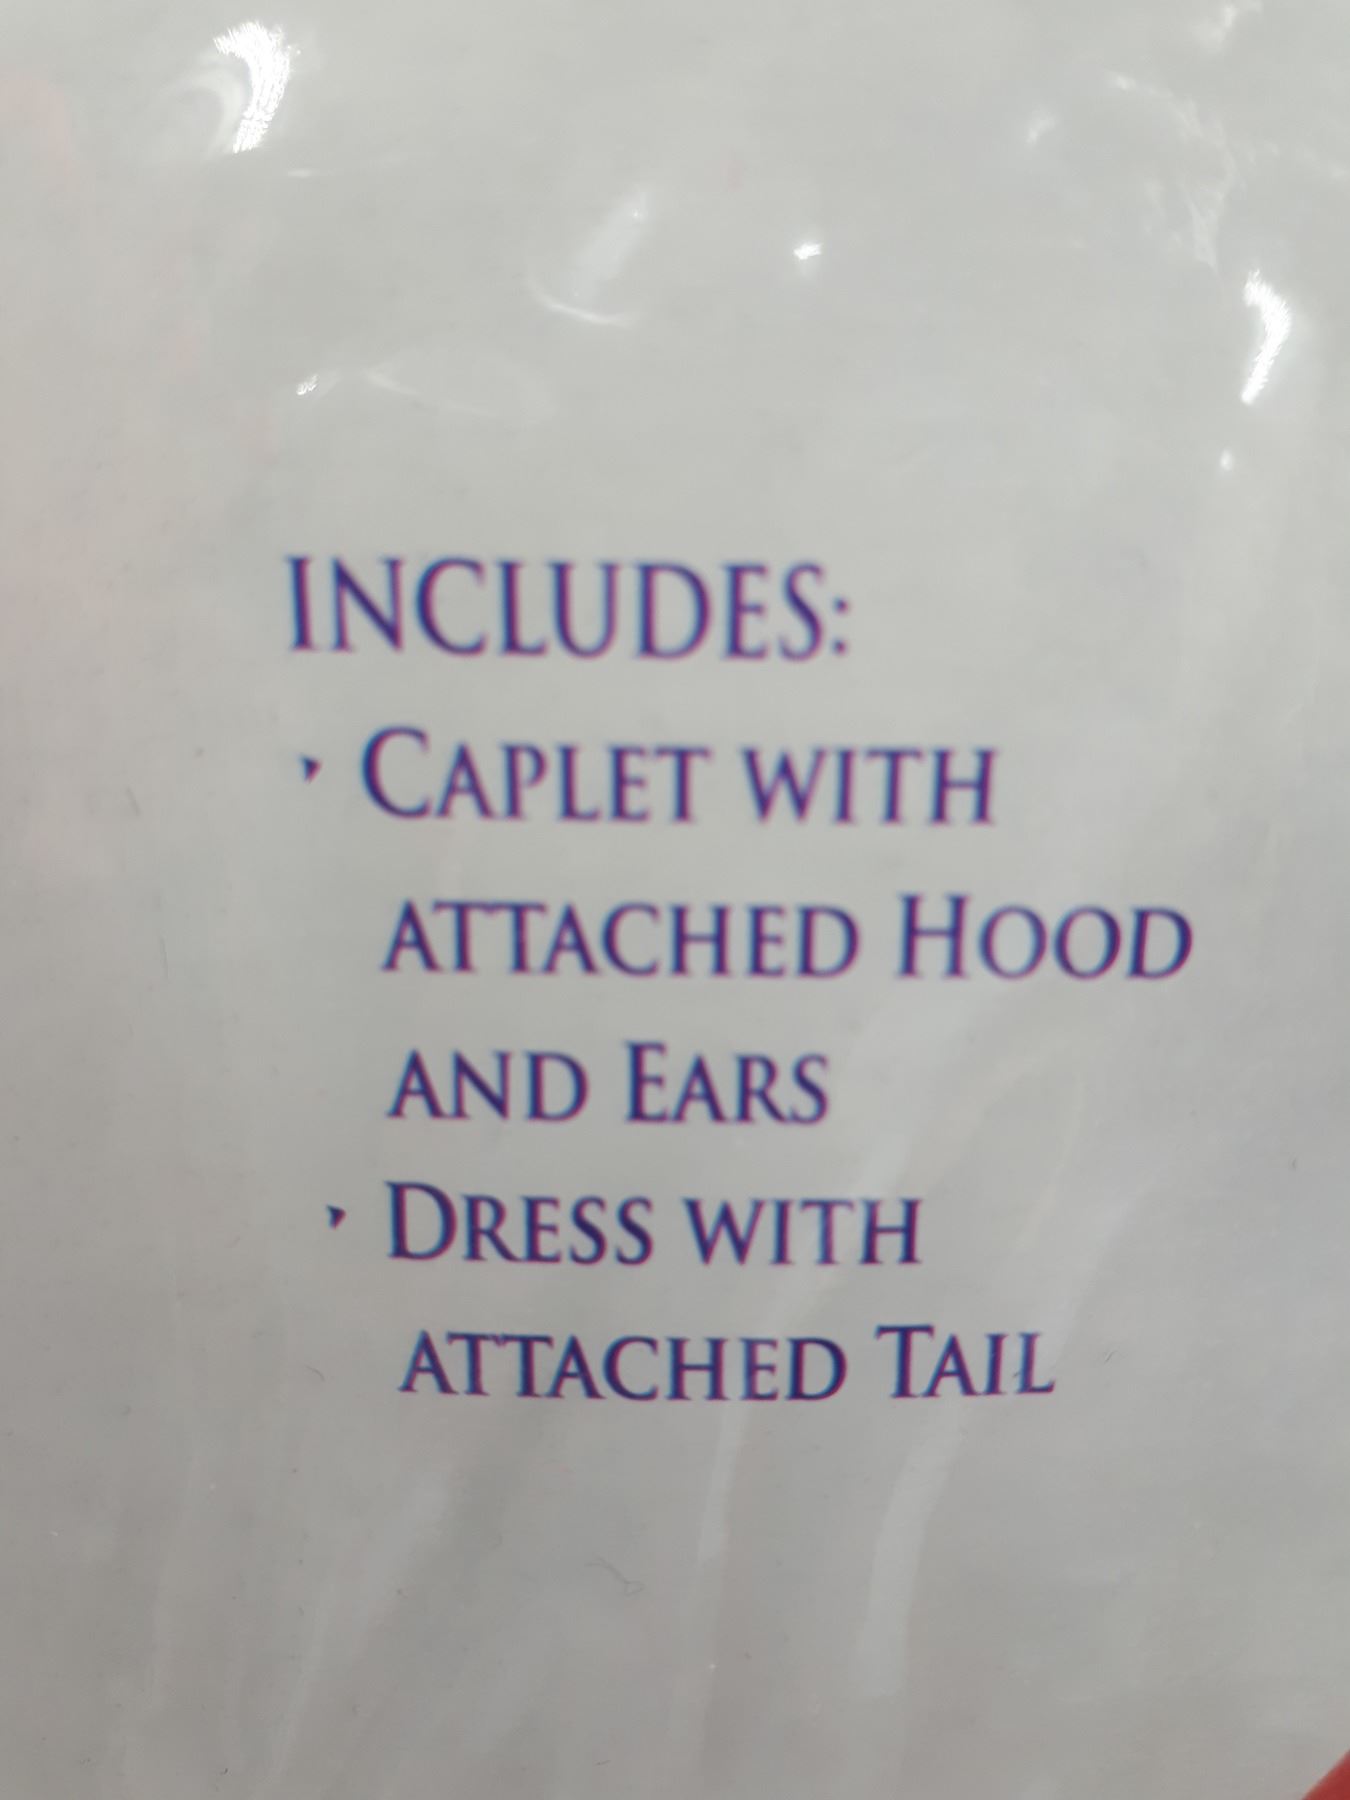 INCLUDES:
‣ CAPLET WITH
ATTACHED HOOD
AND EARS
‣ DRESS WITH
ATTACHED TAIL